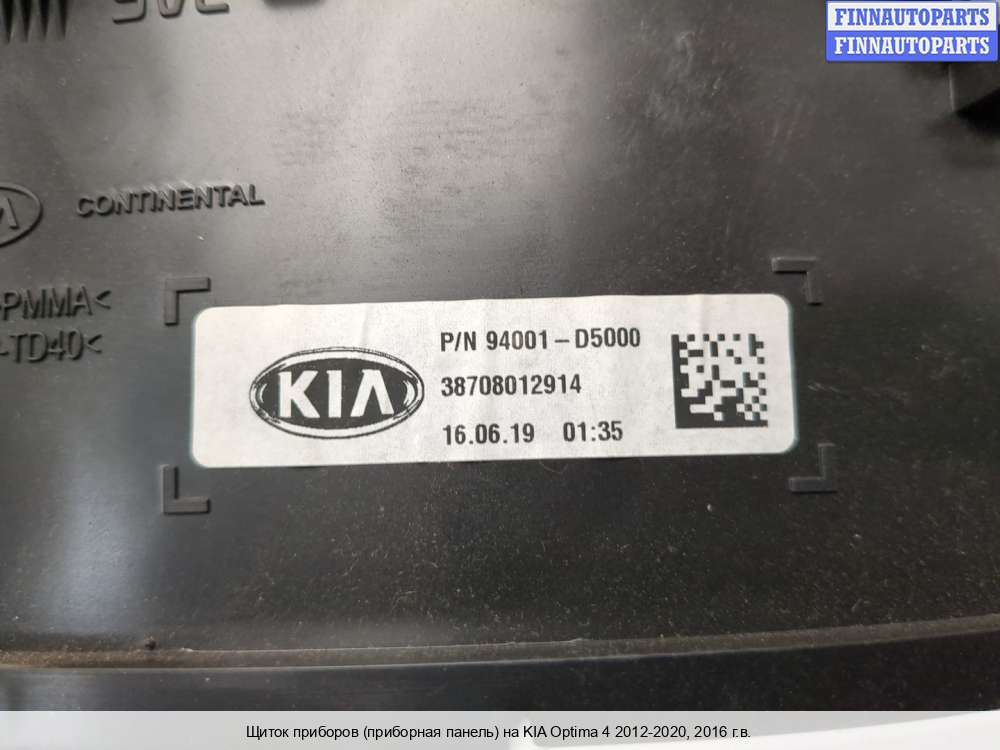 FINNAUTOPARTS
FINNAUTOPARTS
CONTINENTAL
PMMA<
-TD40<
KIA
P/N 94001-D5000
38708012914
16.06.19 01:35
Щиток приборов (приборная панель) на KIA Optima 4 2012-2020, 2016 г.в.